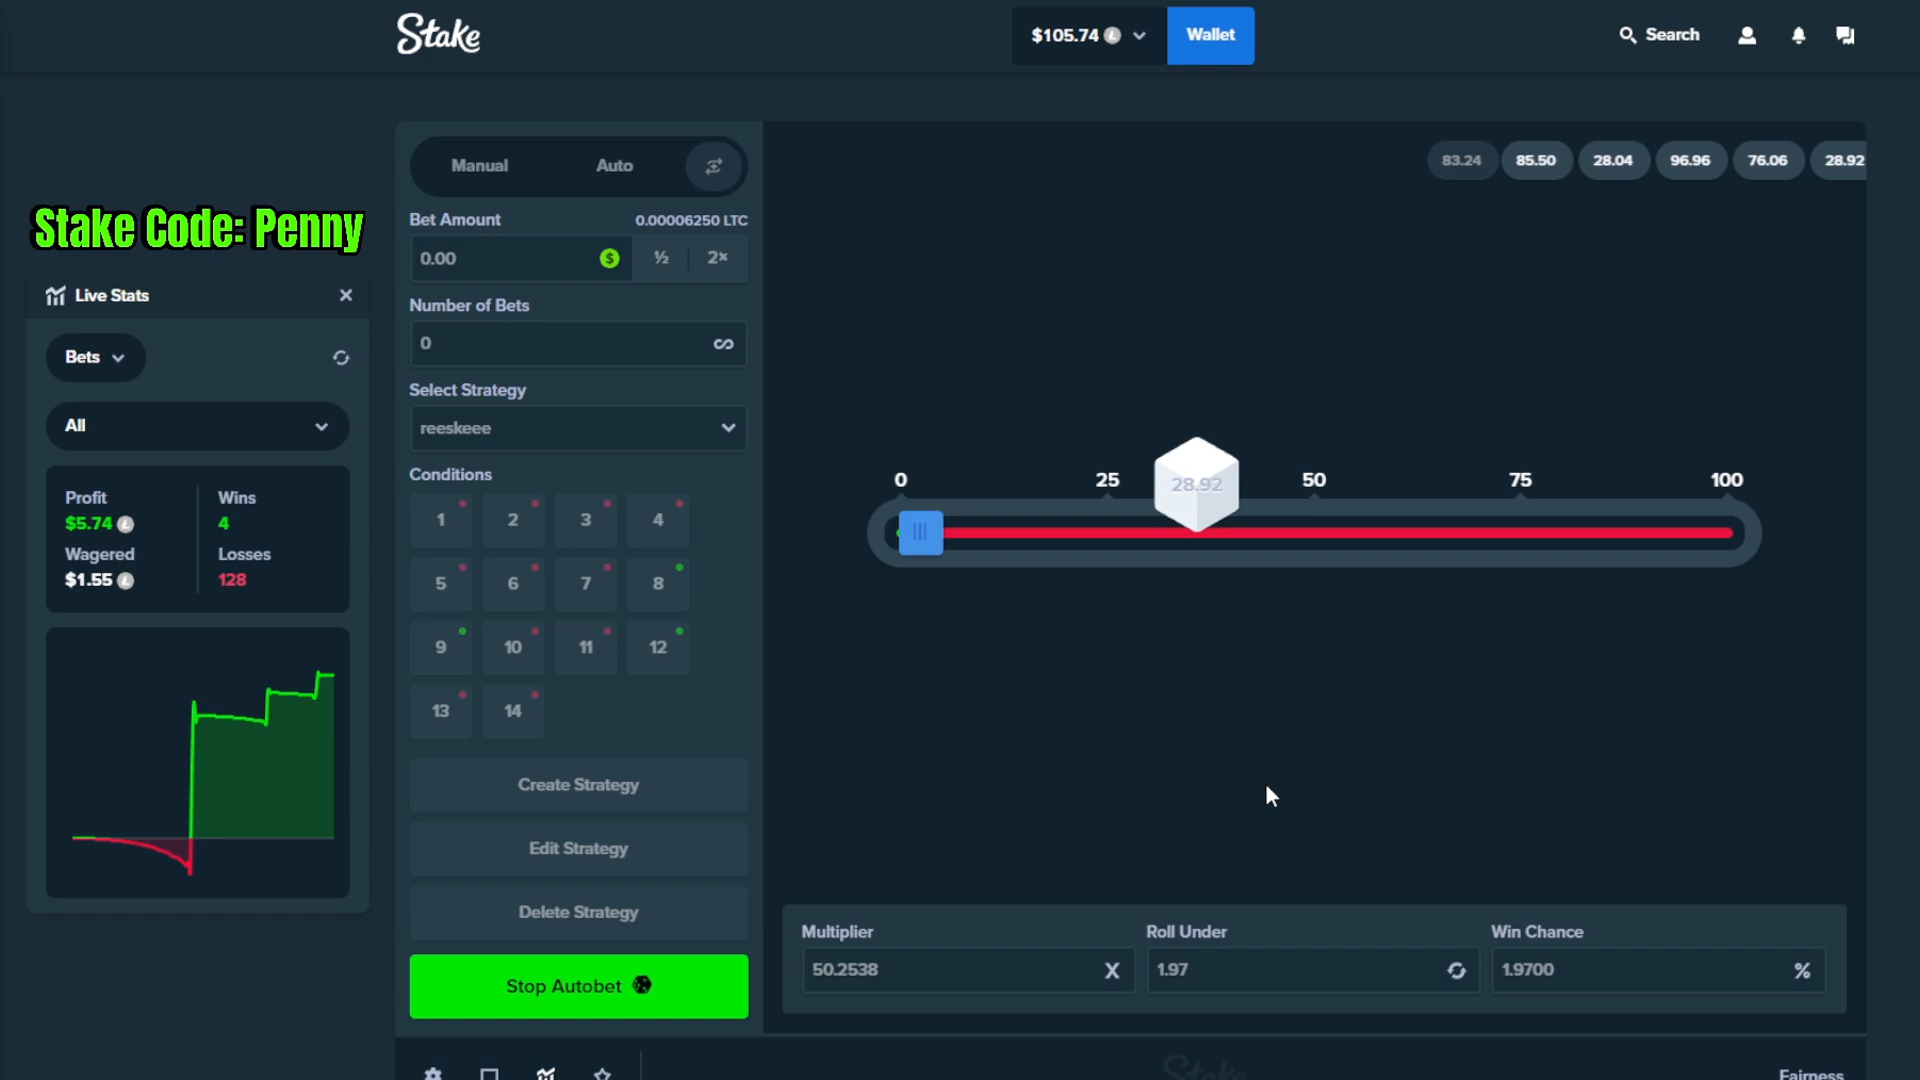 Stake
$105.74
Wallet
Search
Stake Code: Penny
Live Stats
Bets
All
Profit
$5.74
Wins
4
Wagered
$1.55
Losses
128
Manual
Auto
Bet Amount
0.00006250 LTC
0.00
$
½
2×
Number of Bets
0
∞
Select Strategy
reeskeee
Conditions
1
2
3
4
5
6
7
8
9
10
11
12
13
14
Create Strategy
Edit Strategy
Delete Strategy
Stop Autobet
83.24
85.50
28.04
96.96
76.06
28.92
0
25
50
75
100
28.92
Multiplier
50.2538
X
Roll Under
1.97
Win Chance
1.9700
%
Stake
Fairness